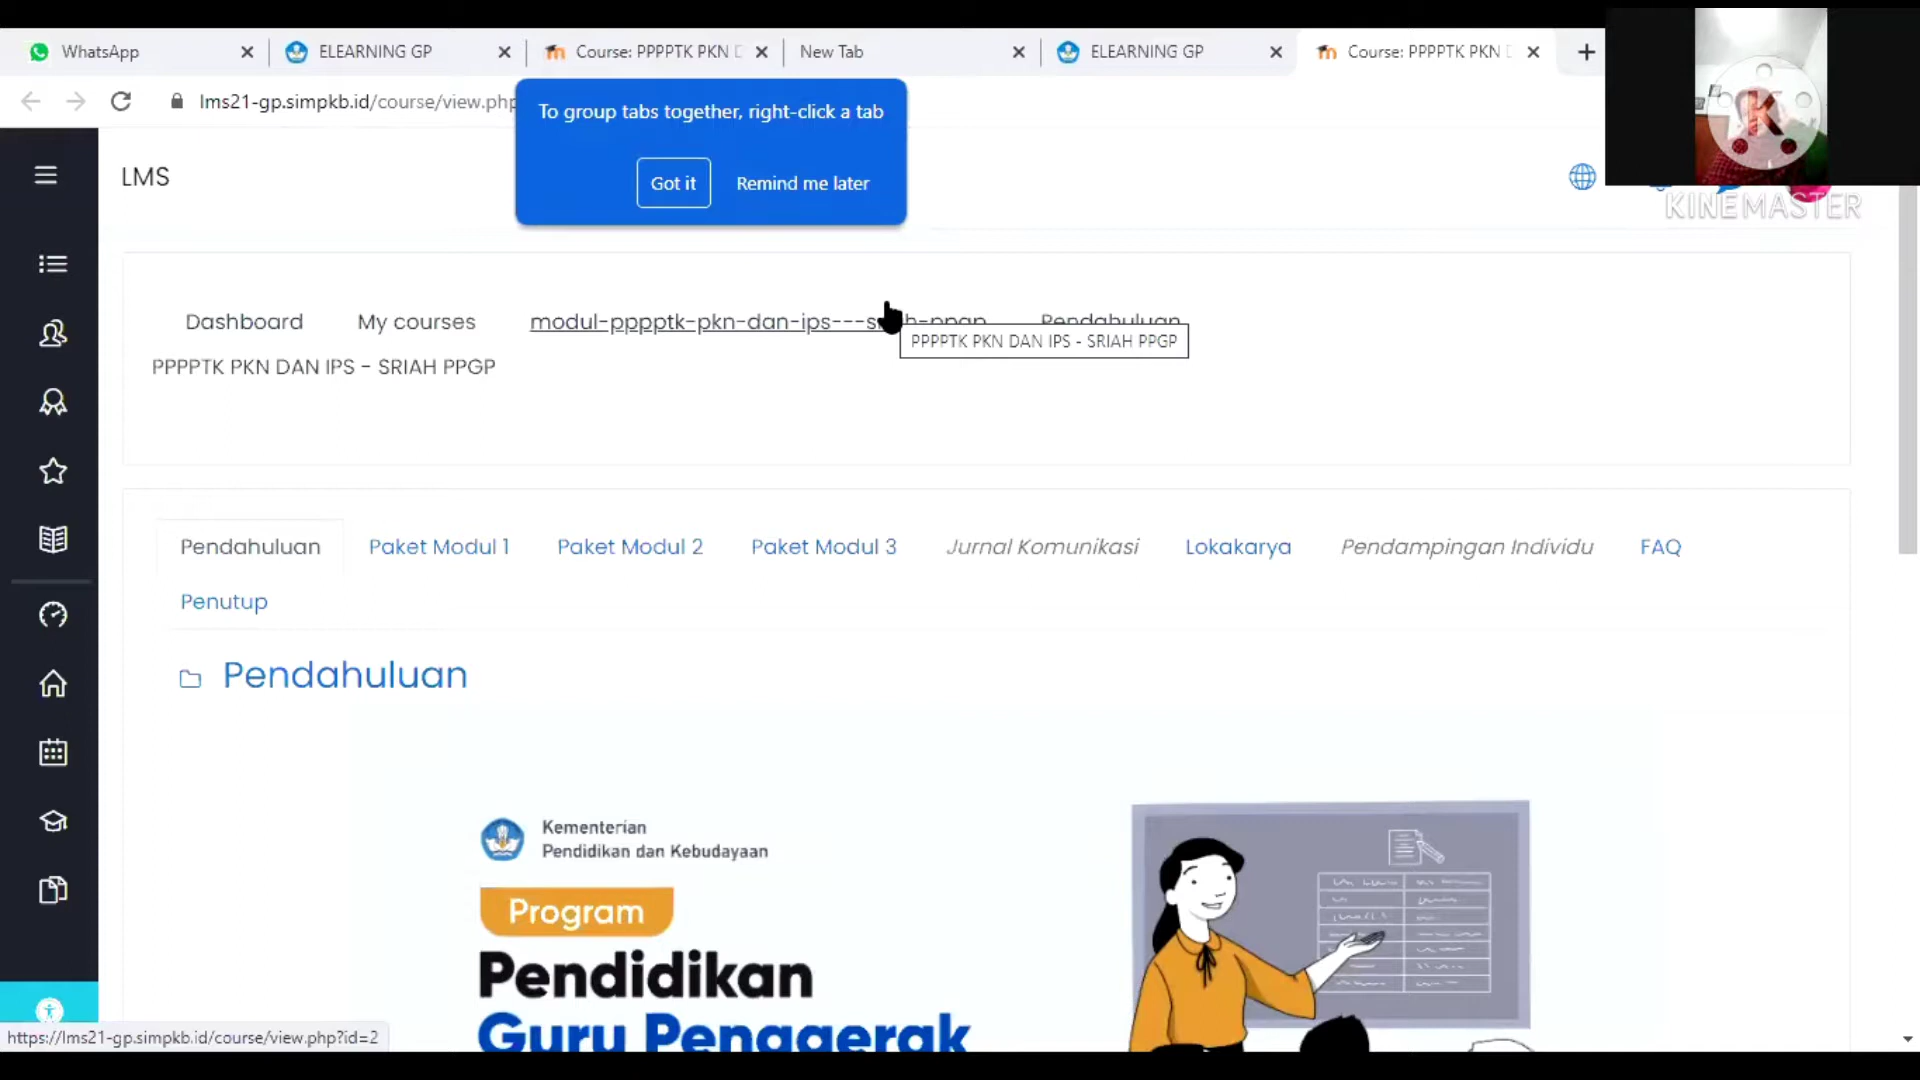 WhatsApp
ELEARNING GP
Course: PPPPTK PKN D
New Tab
ELEARNING GP
Course: PPPPTK PKN D
lms21-gp.simpkb.id/course/view.php
To group tabs together, right-click a tab
Got it
Remind me later
K
KINEMASTER
LMS
Dashboard
My courses
modul-pppptk-pkn-dan-ips---sriah-ppgp
Pendahuluan
PPPPTK PKN DAN IPS - SRIAH PPGP
PPPPTK PKN DAN IPS - SRIAH PPGP
Pendahuluan
Paket Modul 1
Paket Modul 2
Paket Modul 3
Jurnal Komunikasi
Lokakarya
Pendampingan Individu
FAQ
Penutup
Pendahuluan
Kementerian
Pendidikan dan Kebudayaan
Program
Pendidikan
Guru Penggerak
https://lms21-gp.simpkb.id/course/view.php?id=2